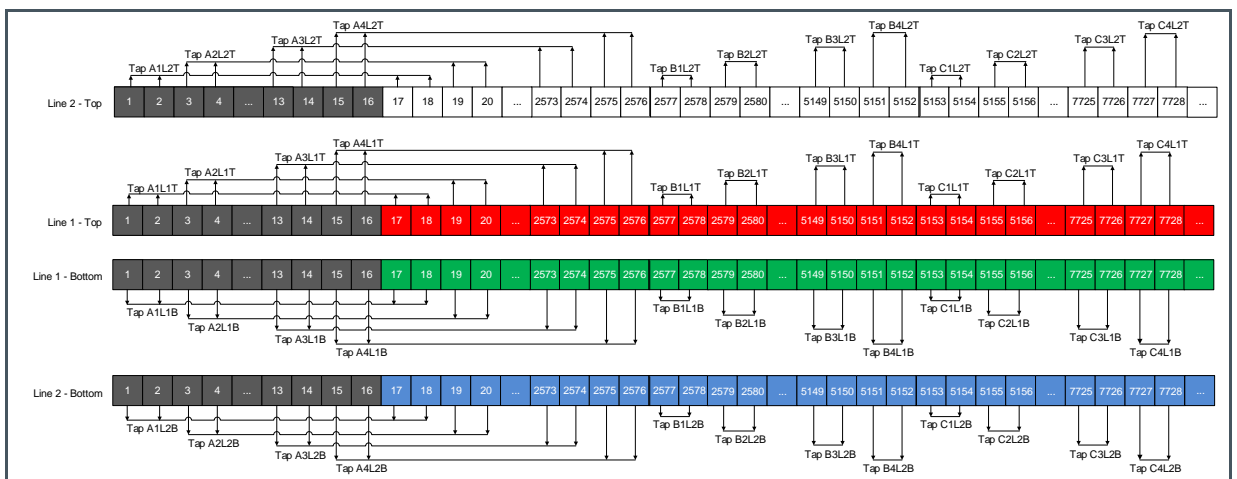 Tap A4L2T Tap B4L2T Tap C4L2T
Tap A3L2T Tap B3L2T Tap C3L2T
Tap A2L2T Tap B2L2T Tap C2L2T
Tap A1L2T Tap B1L2T Tap C1L2T
Line 2 - Top 1 2 3 4 ... 13 14 15 16 17 18 19 20 ... 2573 2574 2575 2576 2577 2578 2579 2580 ... 5149 5150 5151 5152 5153 5154 5155 5156 ... 7725 7726 7727 7728 ...
Tap A4L1T Tap B4L1T Tap C4L1T
Tap A3L1T Tap B3L1T Tap C3L1T
Tap A2L1T Tap B2L1T Tap C2L1T
Tap A1L1T Tap B1L1T Tap C1L1T
Line 1 - Top 1 2 3 4 ... 13 14 15 16 17 18 19 20 ... 2573 2574 2575 2576 2577 2578 2579 2580 ... 5149 5150 5151 5152 5153 5154 5155 5156 ... 7725 7726 7727 7728 ...
Line 1 - Bottom 1 2 3 4 ... 13 14 15 16 17 18 19 20 ... 2573 2574 2575 2576 2577 2578 2579 2580 ... 5149 5150 5151 5152 5153 5154 5155 5156 ... 7725 7726 7727 7728 ...
Tap A1L1B Tap B1L1B Tap C1L1B
Tap A2L1B Tap B2L1B Tap C2L1B
Tap A3L1B Tap B3L1B Tap C3L1B
Tap A4L1B Tap B4L1B Tap C4L1B
Line 2 - Bottom 1 2 3 4 ... 13 14 15 16 17 18 19 20 ... 2573 2574 2575 2576 2577 2578 2579 2580 ... 5149 5150 5151 5152 5153 5154 5155 5156 ... 7725 7726 7727 7728 ...
Tap A1L2B Tap B1L2B Tap C1L2B
Tap A2L2B Tap B2L2B Tap C2L2B
Tap A3L2B Tap B3L2B Tap C3L2B
Tap A4L2B Tap B4L2B Tap C4L2B